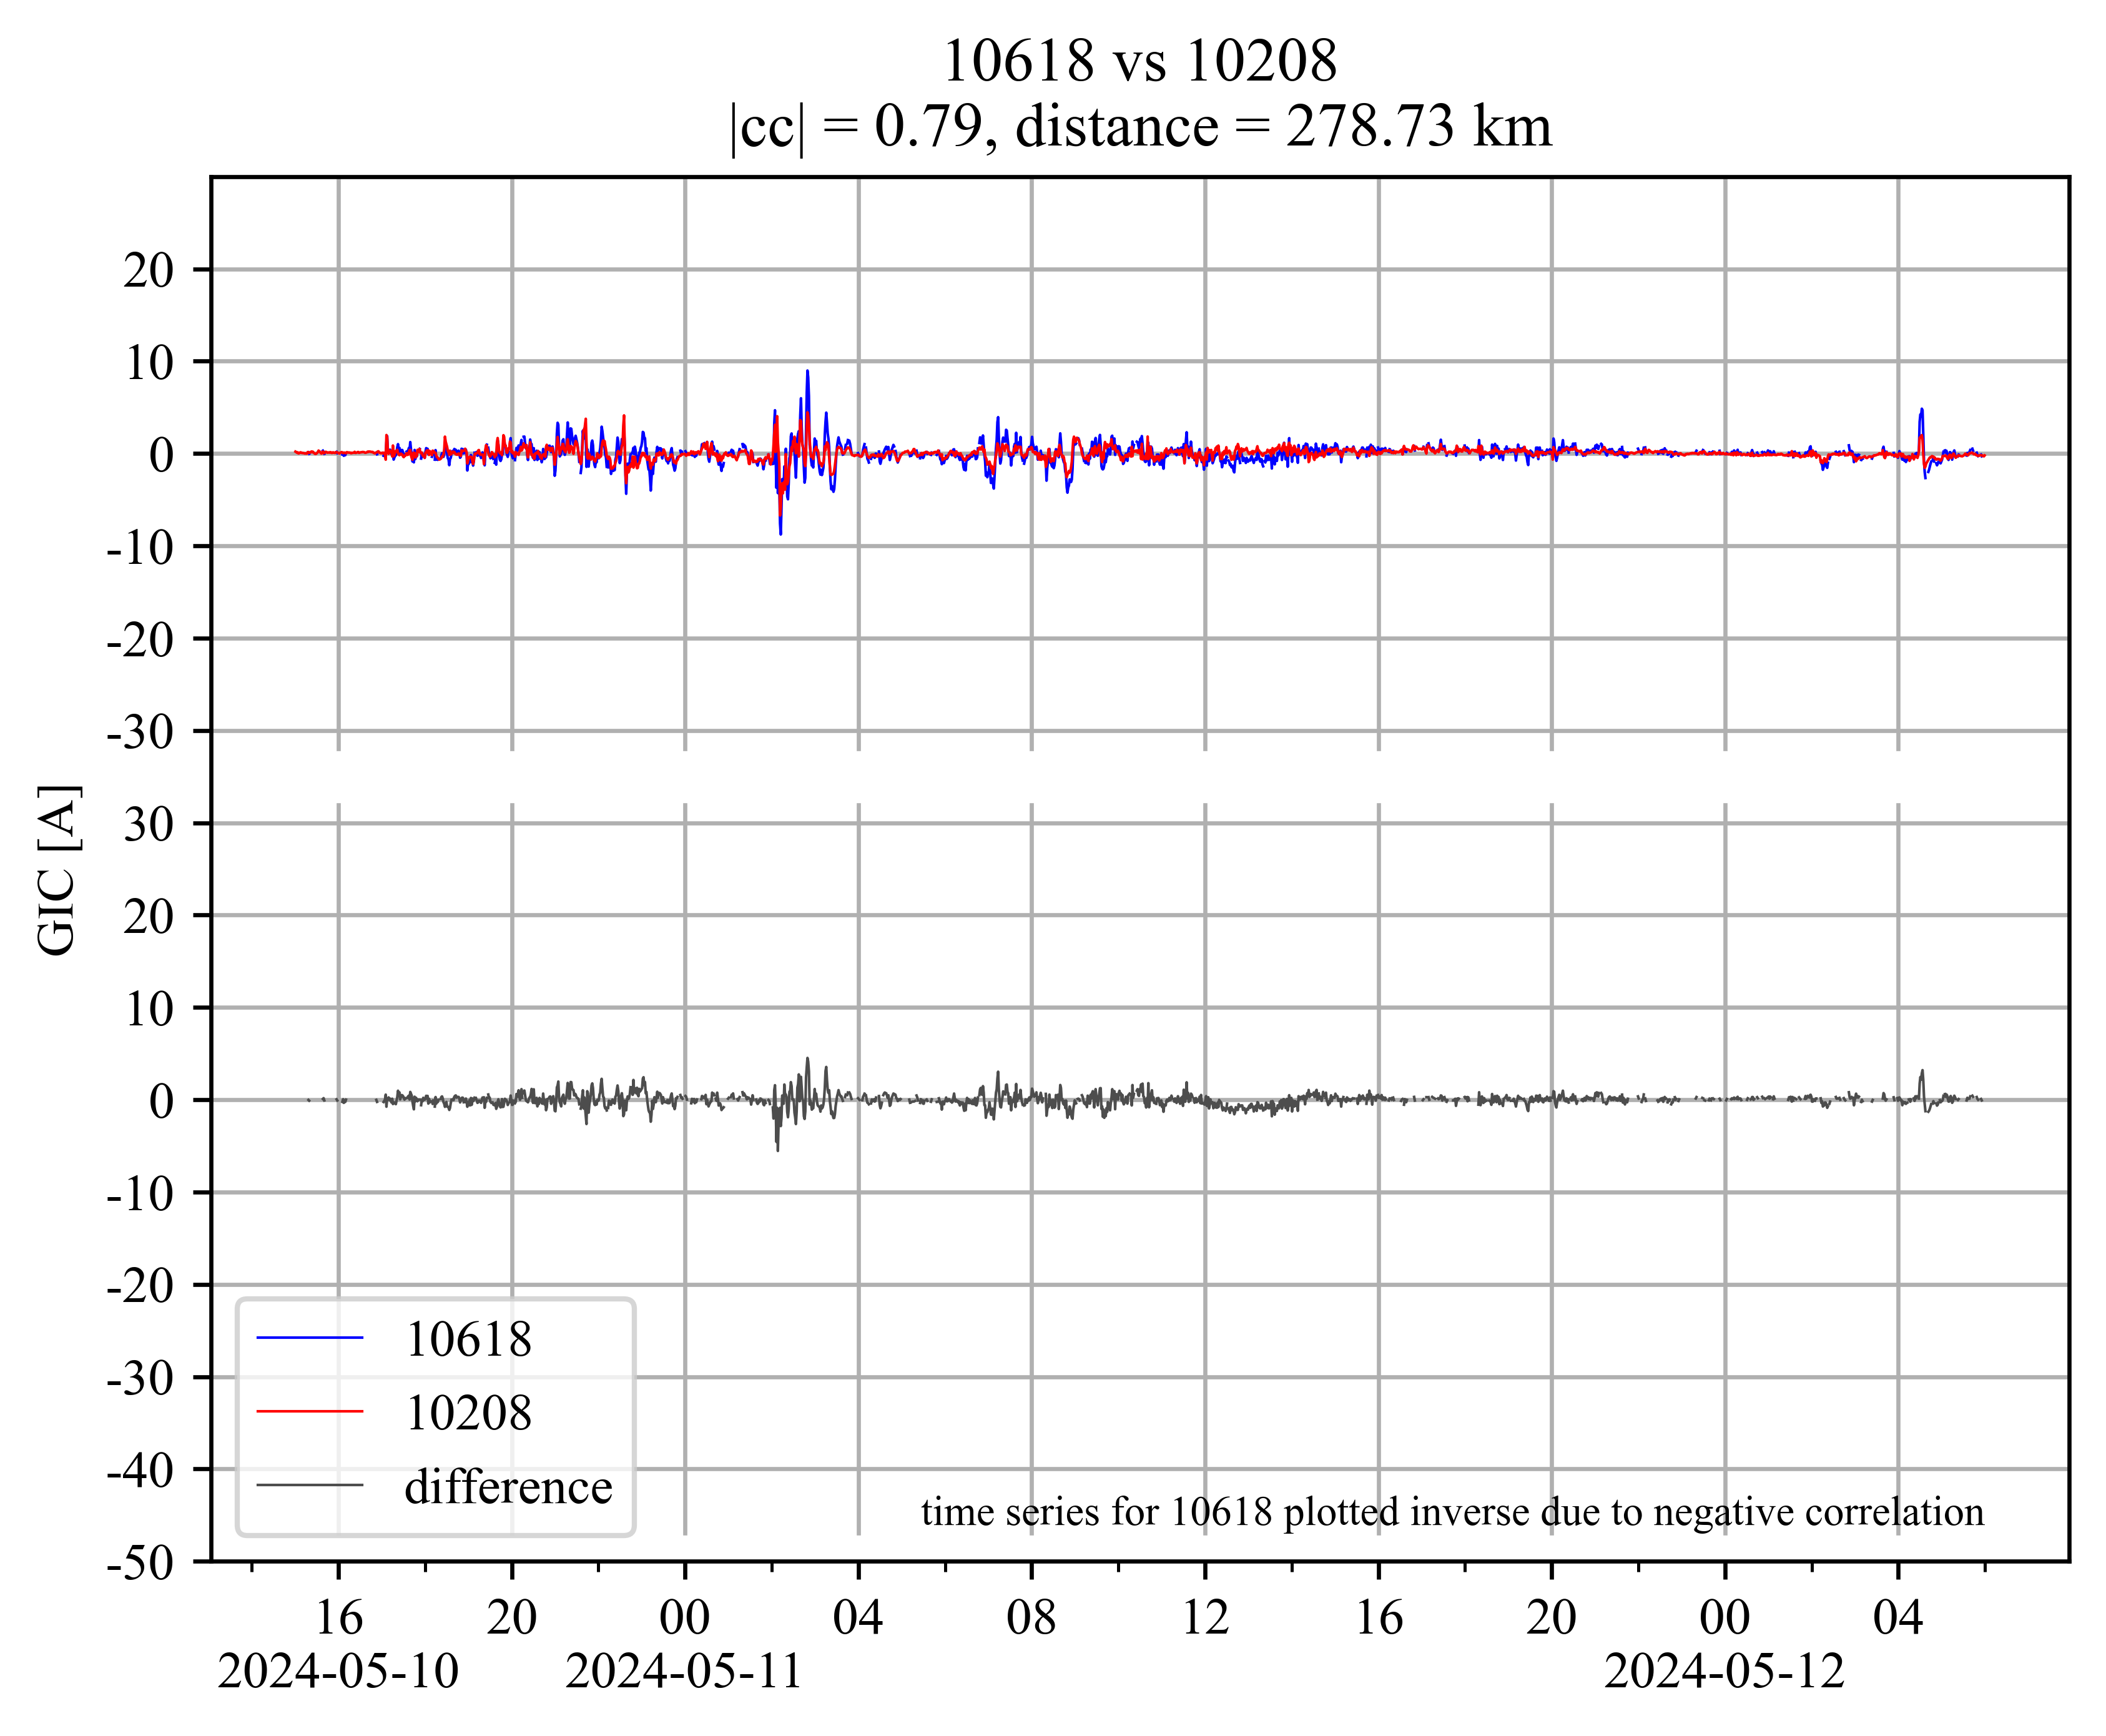 10618 vs 10208
|cc| = 0.79, distance = 278.73 km
20
10
0
-10
-20
-30
30
20
10
0
-10
-20
-30
-40
-50
GIC [A]
10618
10208
difference
time series for 10618 plotted inverse due to negative correlation
16 20 00 04 08 12 16 20 00 04
2024-05-10 2024-05-11 2024-05-12